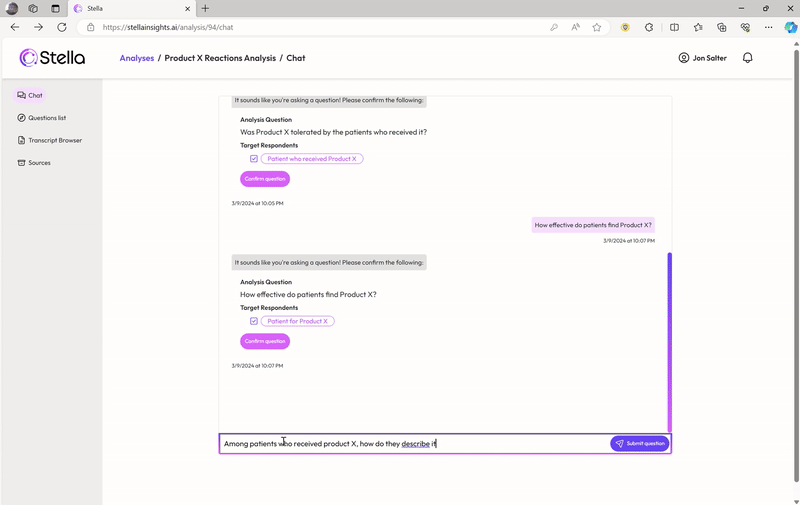 Stella
https://stellainsights.ai/analysis/94/chat
Stella
Analyses / Product X Reactions Analysis / Chat
Jon Salter
Chat
Questions list
Transcript Browser
Sources
It sounds like you're asking a question! Please confirm the following:
Analysis Question
Was Product X tolerated by the patients who received it?
Target Respondents
Patient who received Product X
Confirm question
3/9/2024 at 10:05 PM
How effective do patients find Product X?
3/9/2024 at 10:07 PM
It sounds like you're asking a question! Please confirm the following:
Analysis Question
How effective do patients find Product X?
Target Respondents
Patient for Product X
Confirm question
3/9/2024 at 10:07 PM
Among patients who received product X, how do they describe it
Submit question